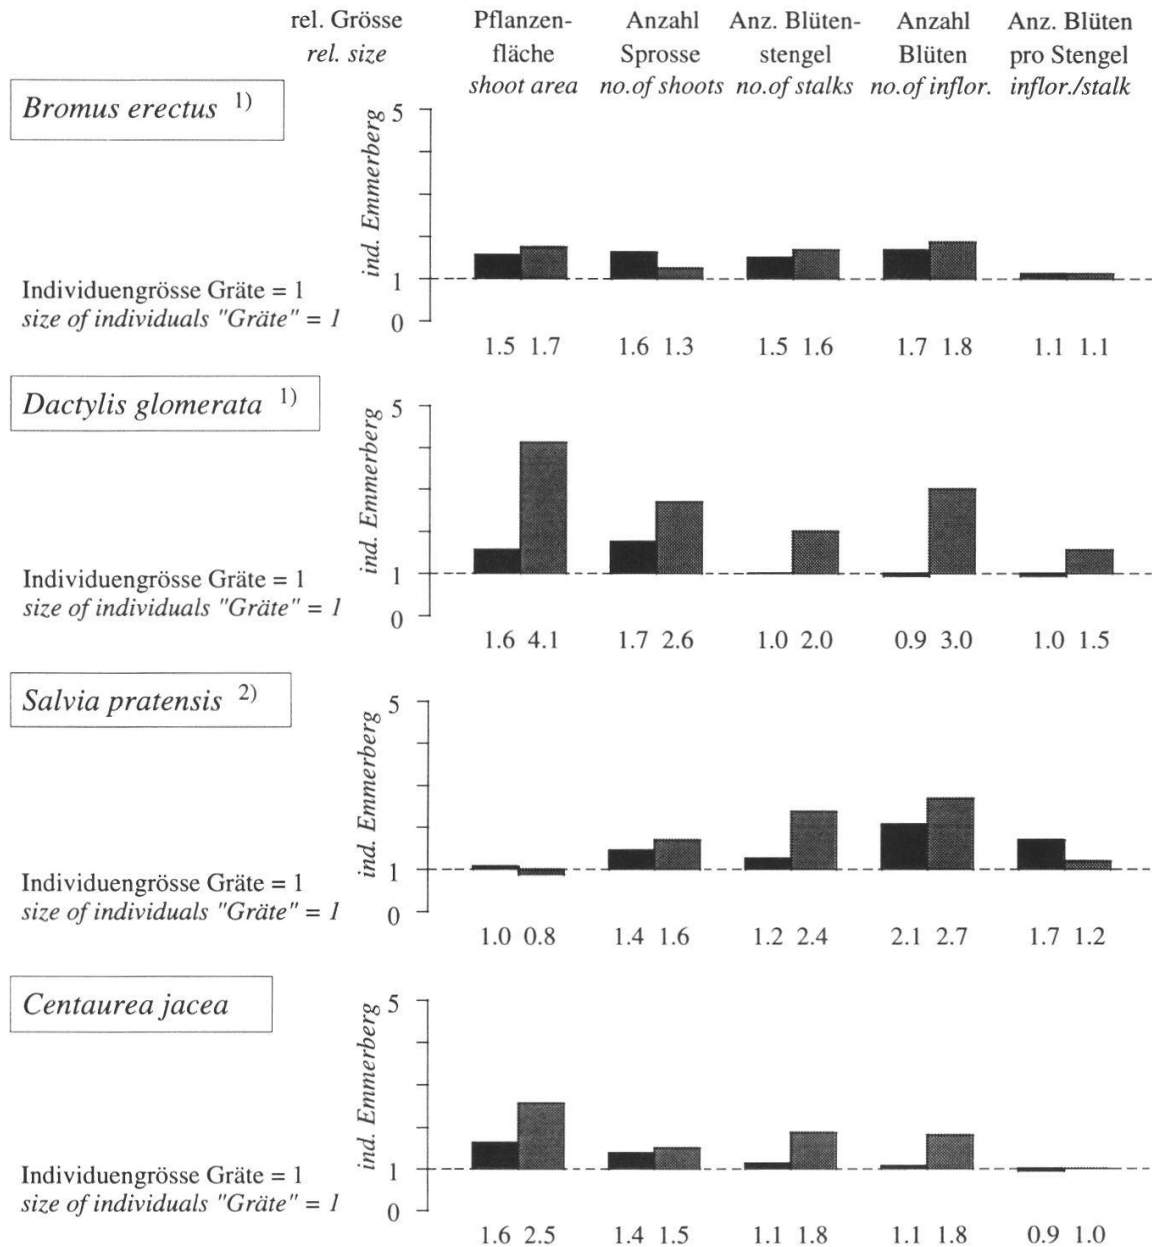 rel. Grösse Pflanzen- Anzahl Anz. Blüten- Anzahl Anz. Blüten
rel. size fläche Sprosse stengel Blüten pro Stengel
shoot area no.of shoots no.of stalks no.of inflor. inflor./stalk
Bromus erectus 1)
5
ind. Emmerberg
1
Individuengrösse Gräte = 1
size of individuals "Gräte" = 1
0
1.5 1.7 1.6 1.3 1.5 1.6 1.7 1.8 1.1 1.1
Dactylis glomerata 1)
5
ind. Emmerberg
1
Individuengrösse Gräte = 1
size of individuals "Gräte" = 1
0
1.6 4.1 1.7 2.6 1.0 2.0 0.9 3.0 1.0 1.5
Salvia pratensis 2)
5
ind. Emmerberg
1
Individuengrösse Gräte = 1
size of individuals "Gräte" = 1
0
1.0 0.8 1.4 1.6 1.2 2.4 2.1 2.7 1.7 1.2
Centaurea jacea
5
ind. Emmerberg
1
Individuengrösse Gräte = 1
size of individuals "Gräte" = 1
0
1.6 2.5 1.4 1.5 1.1 1.8 1.1 1.8 0.9 1.0